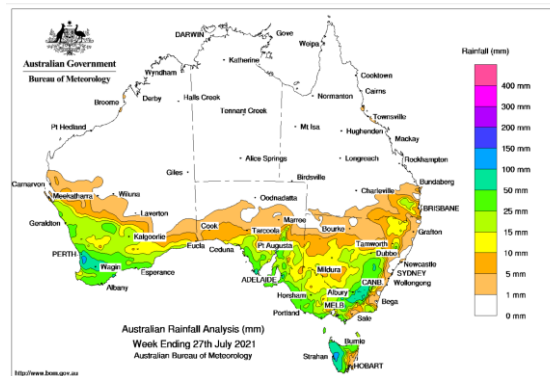 Australian Government
Bureau of Meteorology
Rainfall (mm)
400 mm
300 mm
200 mm
150 mm
100 mm
50 mm
25 mm
15 mm
10 mm
5 mm
1 mm
0 mm
DARWIN
Gove
Weipa
Katherine
Wyndham
Cooktown
Cairns
Derby
Broome
Halls Creek
Normanton
Tennant Creek
Townsville
Pt Hedland
Mt Isa
Hughenden
Mackay
Giles
Alice Springs
Longreach
Rockhampton
Birdsville
Carnarvon
Meekatharra
Wiluna
Oodnadatta
Charleville
Bundaberg
BRISBANE
Geraldton
Laverton
Cook
Marree
Bourke
Grafton
Kalgoorlie
Eucla
Ceduna
Tarcoola
Pt Augusta
Tamworth
Dubbo
PERTH
Wagin
Esperance
Newcastle
SYDNEY
Wollongong
Albany
ADELAIDE
Mildura
CANB.
Horsham
Albury
Bega
Portland
MELB
Sale
Burnie
Strahan
HOBART
Australian Rainfall Analysis (mm)
Week Ending 27th July 2021
Australian Bureau of Meteorology
http://www.bom.gov.au